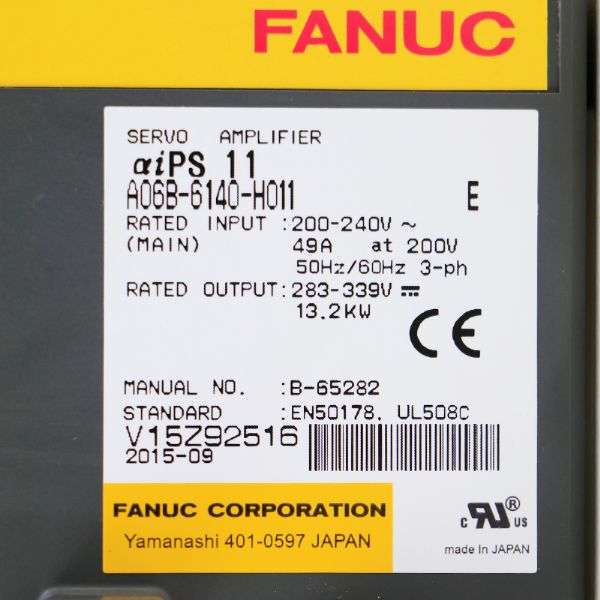 FANUC
SERVO AMPLIFIER
αiPS 11
A06B-6140-H011 E
RATED INPUT :200-240V ~
(MAIN) 49A at 200V
50Hz/60Hz 3-ph
RATED OUTPUT:283-339V ⎓
13.2KW
CE
MANUAL NO. :B-65282
STANDARD :EN50178, UL508C
V15Z92516
2015-09
FANUC CORPORATION
Yamanashi 401-0597 JAPAN
c RU® US
made In JAPAN